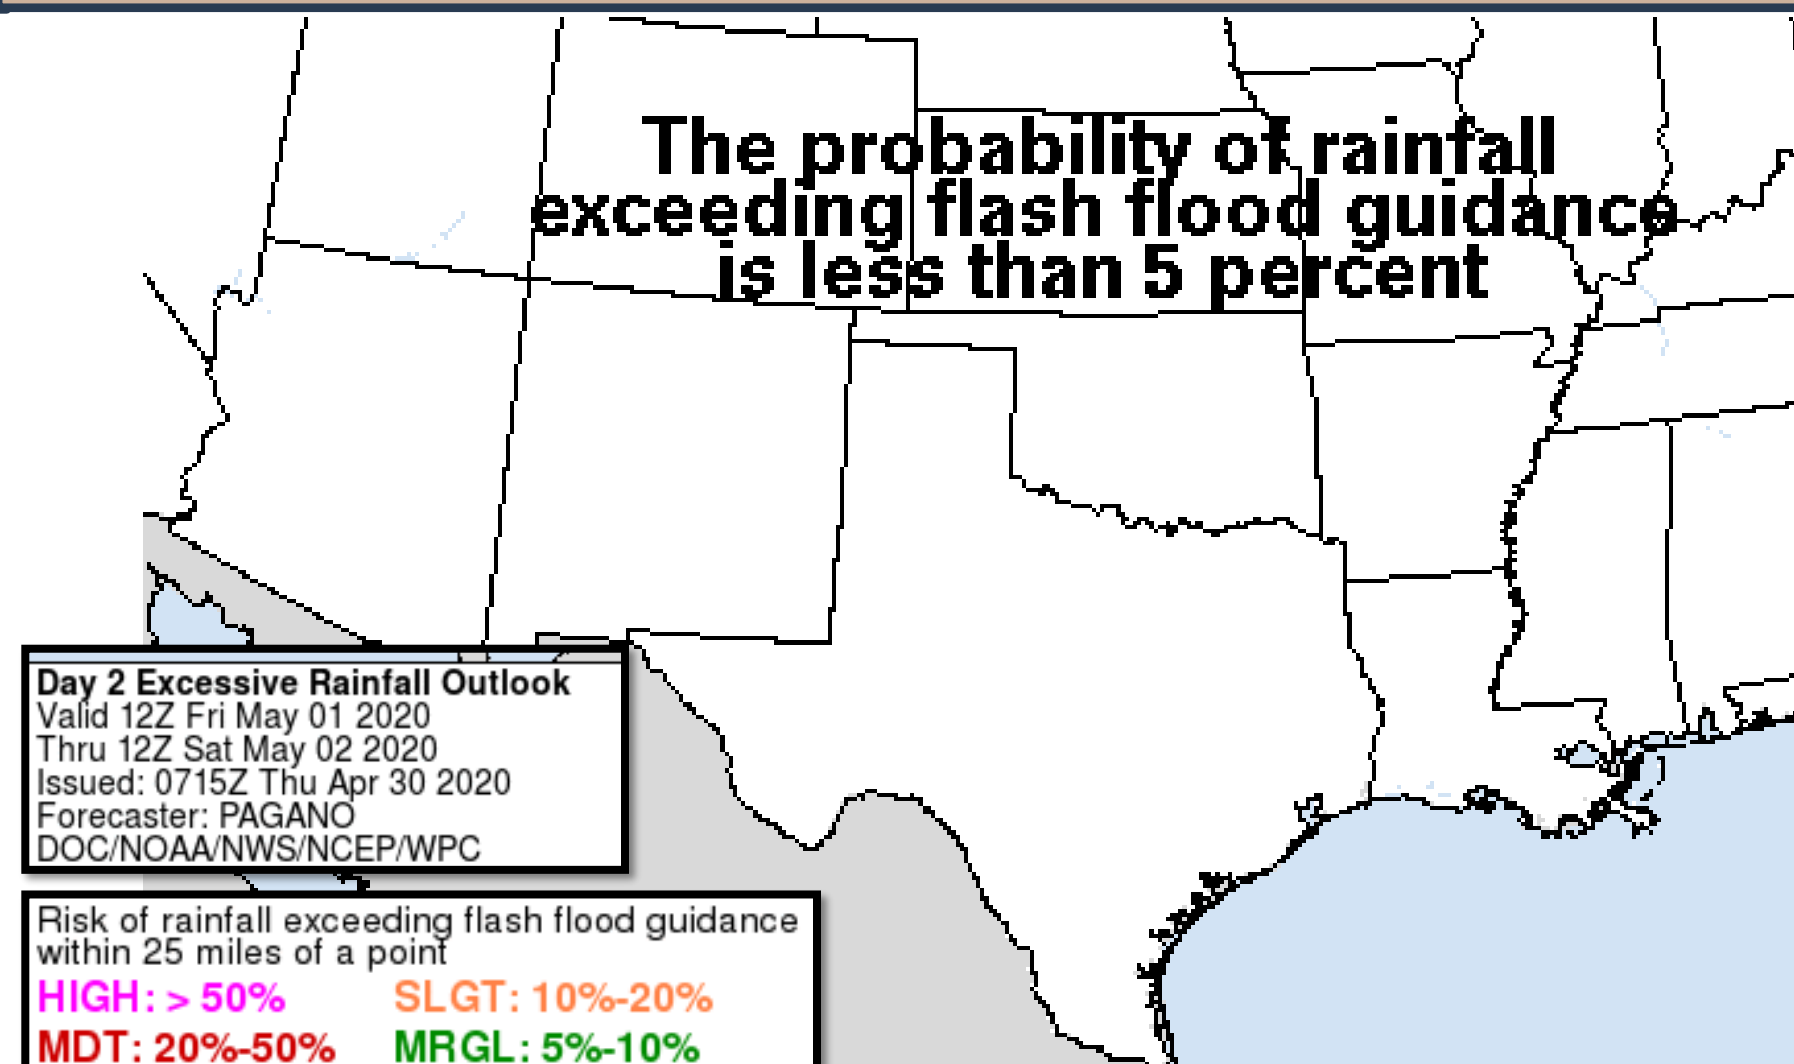 The probability of rainfall
exceeding flash flood guidance
is less than 5 percent
Day 2 Excessive Rainfall Outlook
Valid 12Z Fri May 01 2020
Thru 12Z Sat May 02 2020
Issued: 0715Z Thu Apr 30 2020
Forecaster: PAGANO
DOC/NOAA/NWS/NCEP/WPC
Risk of rainfall exceeding flash flood guidance
within 25 miles of a point
HIGH: > 50% SLGT: 10%-20%
MDT: 20%-50% MRGL: 5%-10%